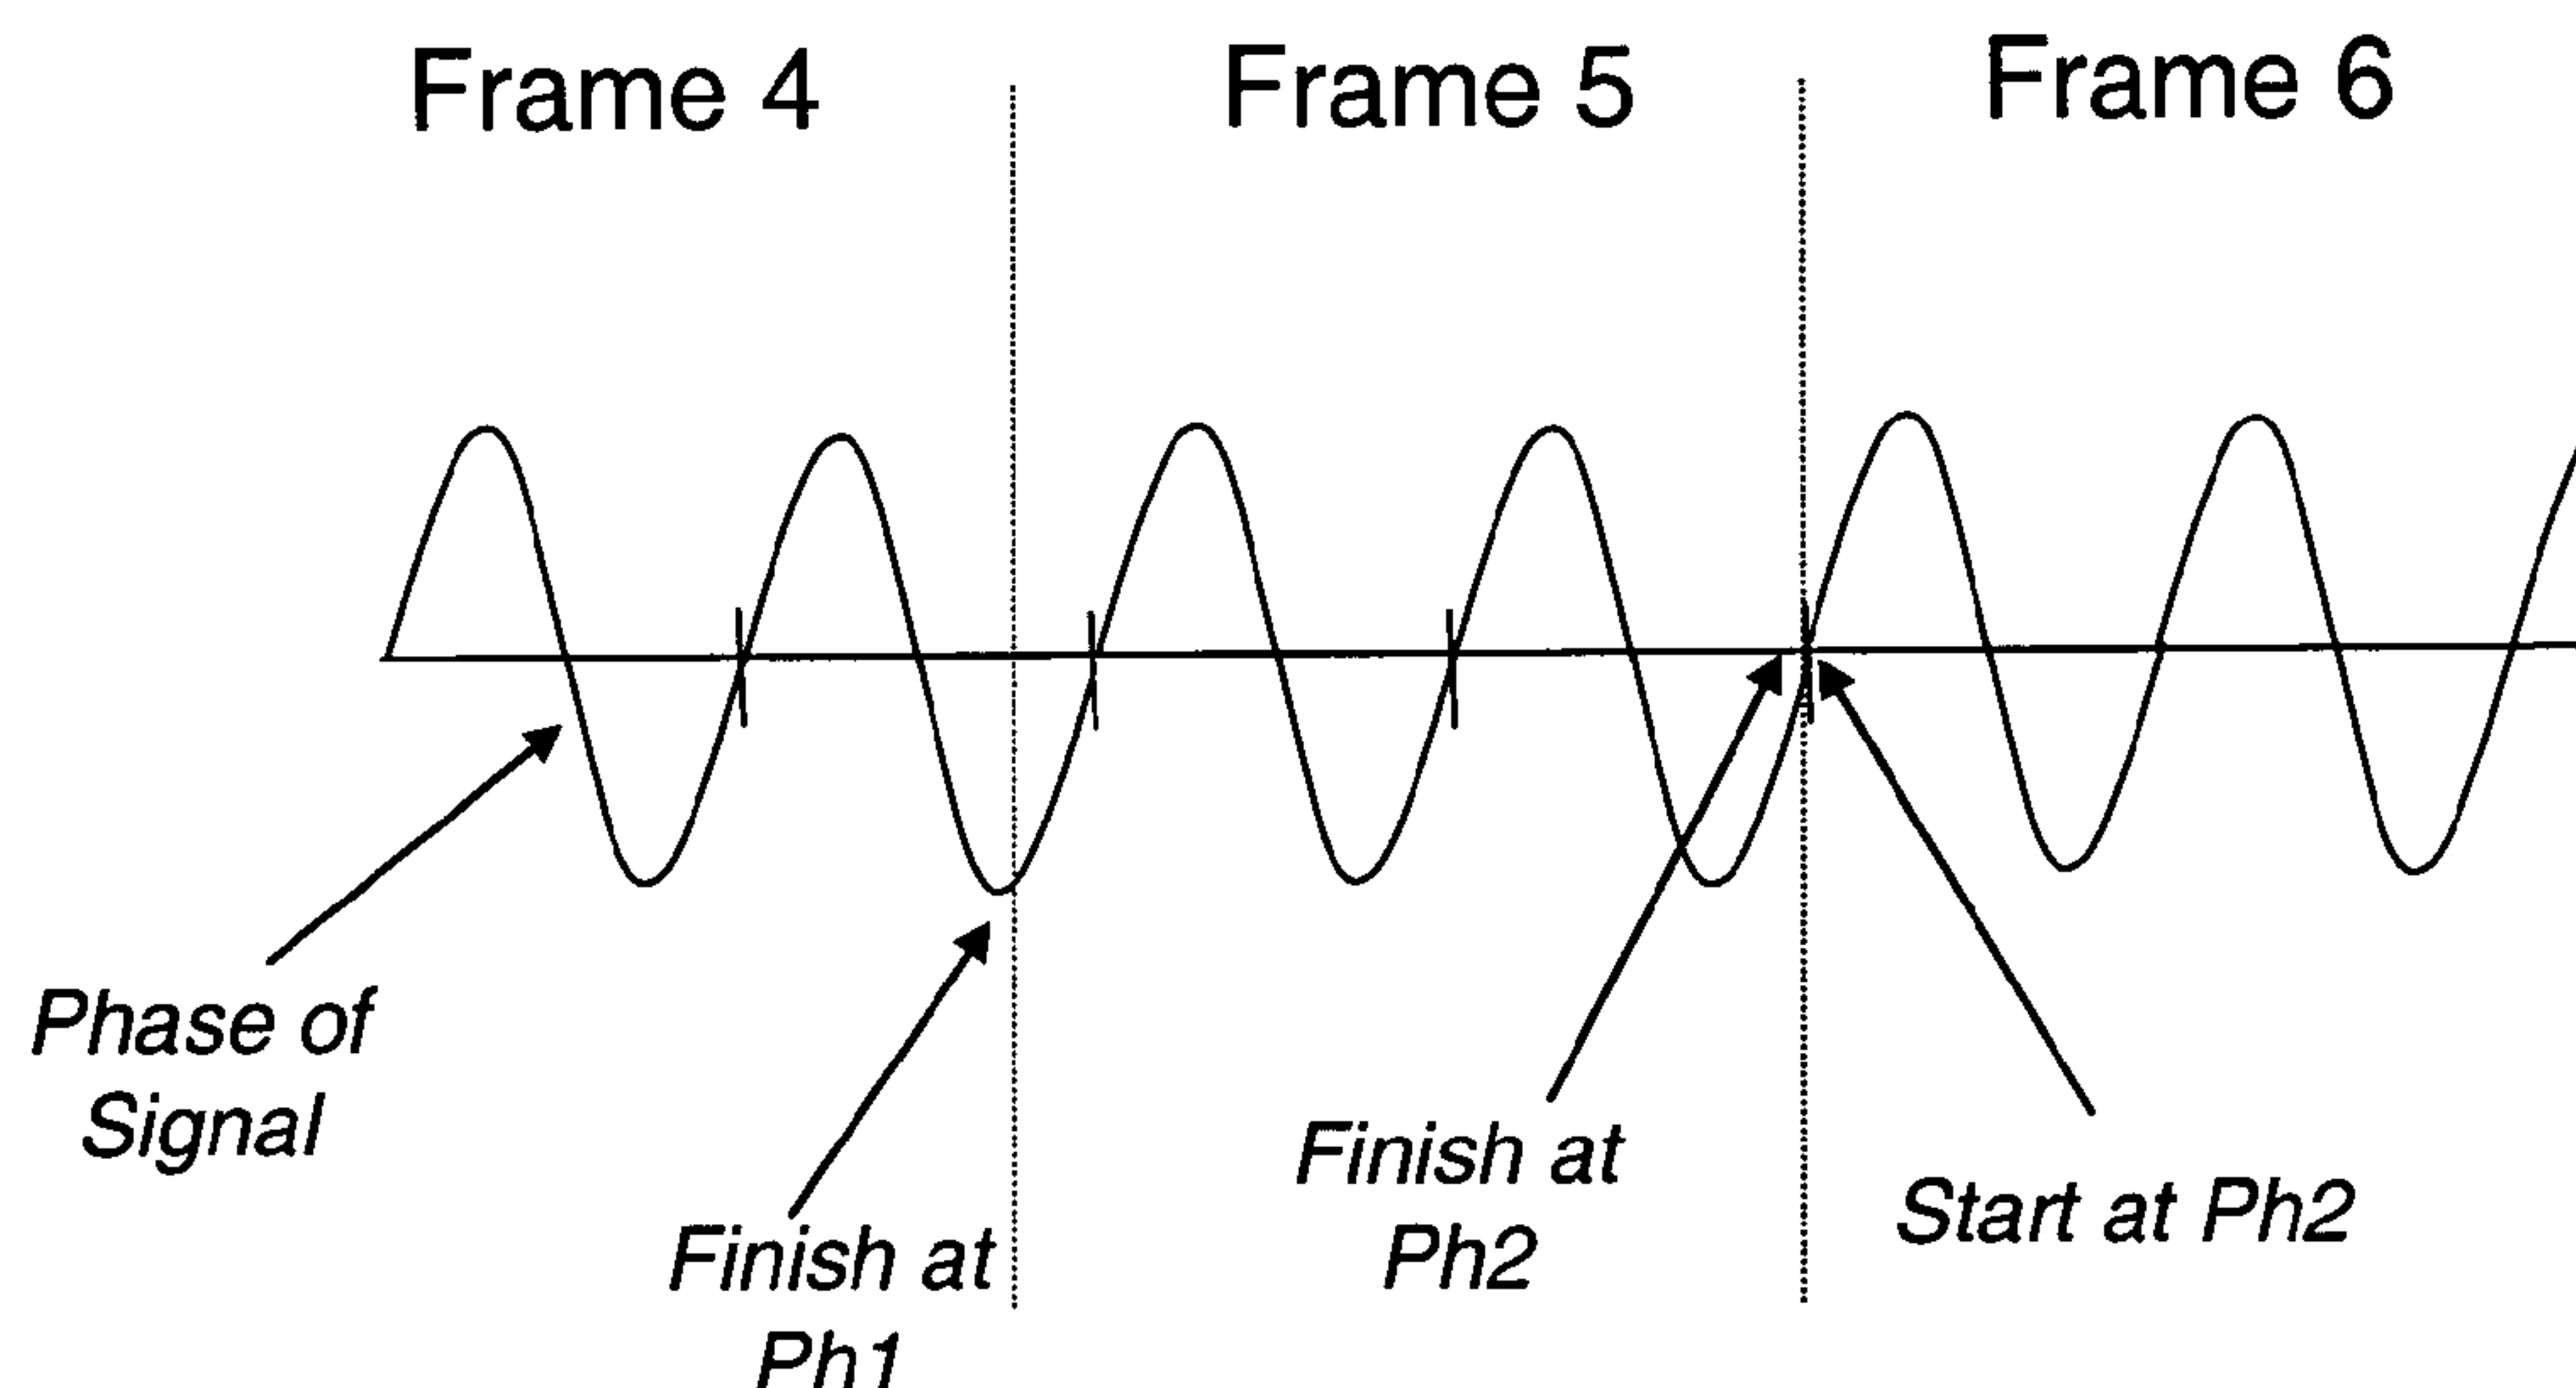 Frame 4
Frame 5
Frame 6
Phase of
Signal
Finish at
Ph1
Finish at
Ph2
Start at Ph2